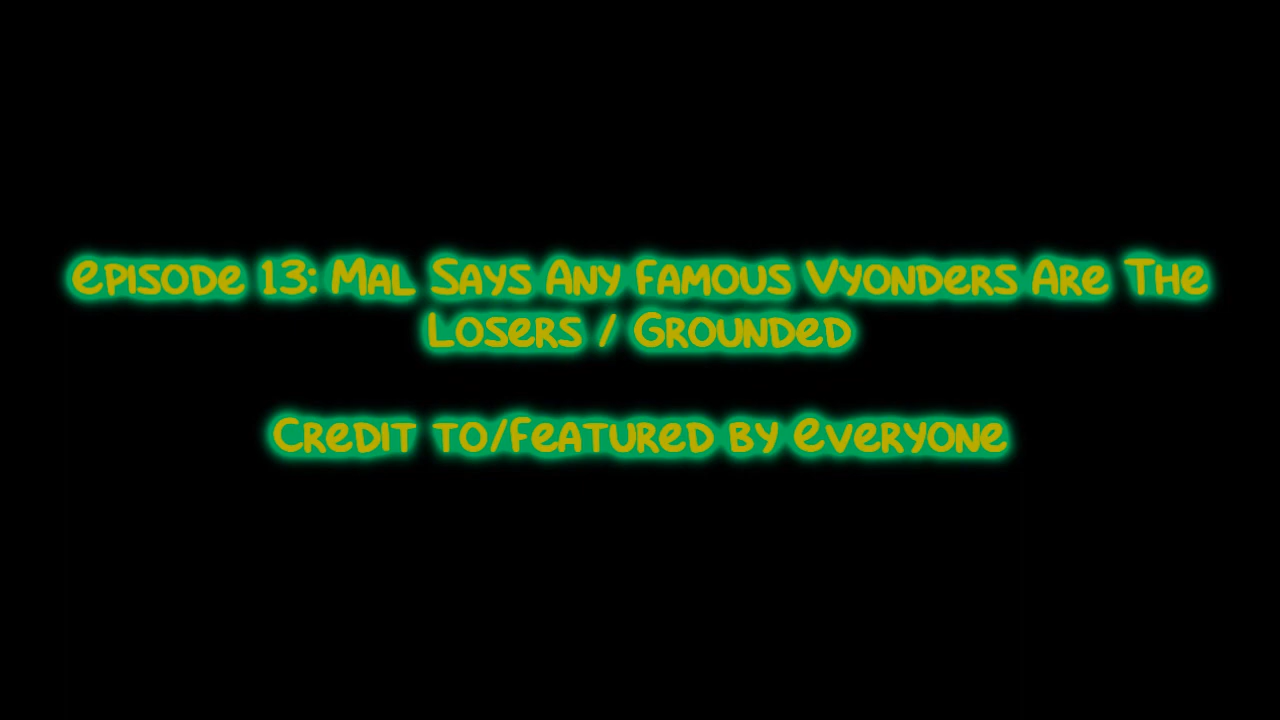 Episode 13: Mal Says Any Famous Vyonders Are The
Losers / Grounded
Credit to/Featured by Everyone